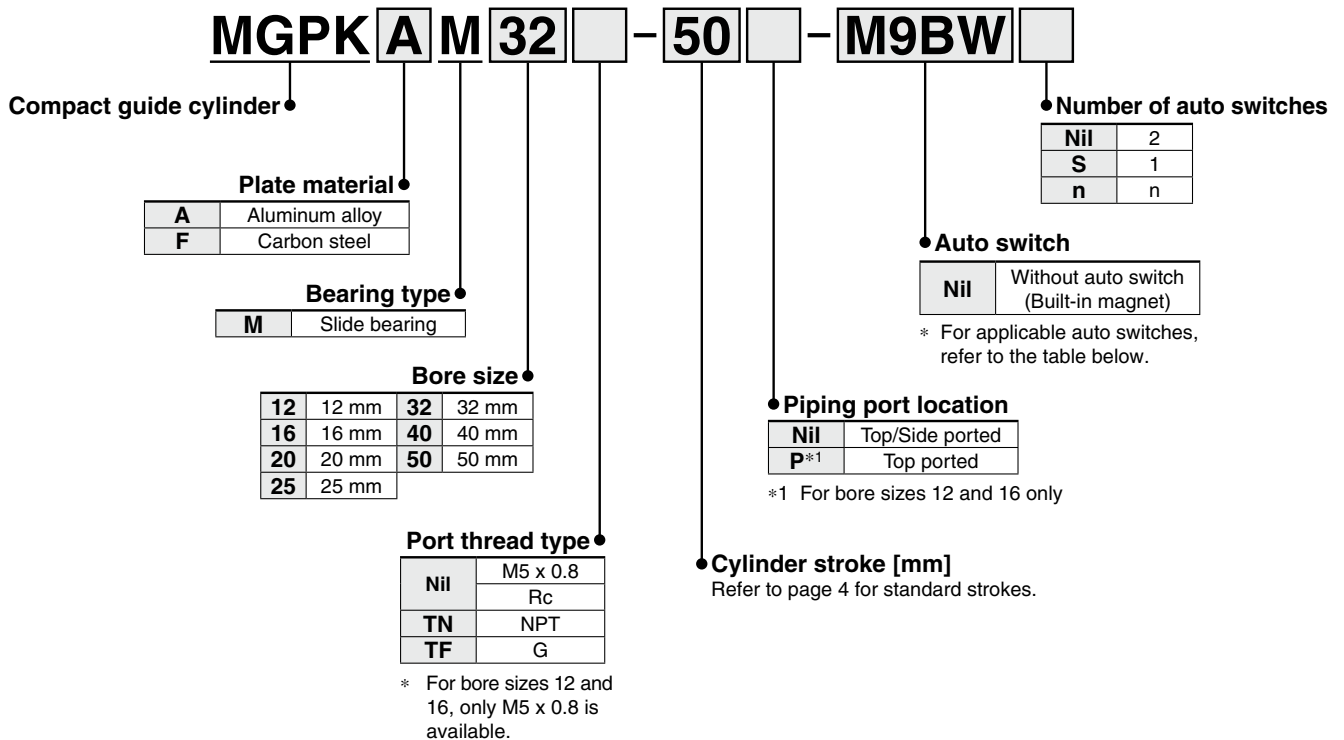 MGPK A M 32 - 50 - M9BW
Compact guide cylinder
Number of auto switches
Nil 2
S 1
n n
Plate material
A Aluminum alloy
F Carbon steel
Auto switch
Nil Without auto switch
(Built-in magnet)
* For applicable auto switches,
refer to the table below.
Bearing type
M Slide bearing
Bore size
12 12 mm 32 32 mm
16 16 mm 40 40 mm
20 20 mm 50 50 mm
25 25 mm
Piping port location
Nil Top/Side ported
P*1 Top ported
*1 For bore sizes 12 and 16 only
Port thread type
Nil M5 x 0.8
Rc
TN NPT
TF G
* For bore sizes 12 and
16, only M5 x 0.8 is
available.
Cylinder stroke [mm]
Refer to page 4 for standard strokes.